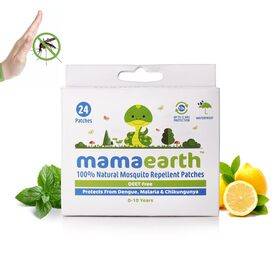 24
Patches
WATERPROOF
mamaearth
™
100% Natural Mosquito Repellent Patches
DEET free
Protects From Dengue, Malaria & Chikungunya
0-10 Years